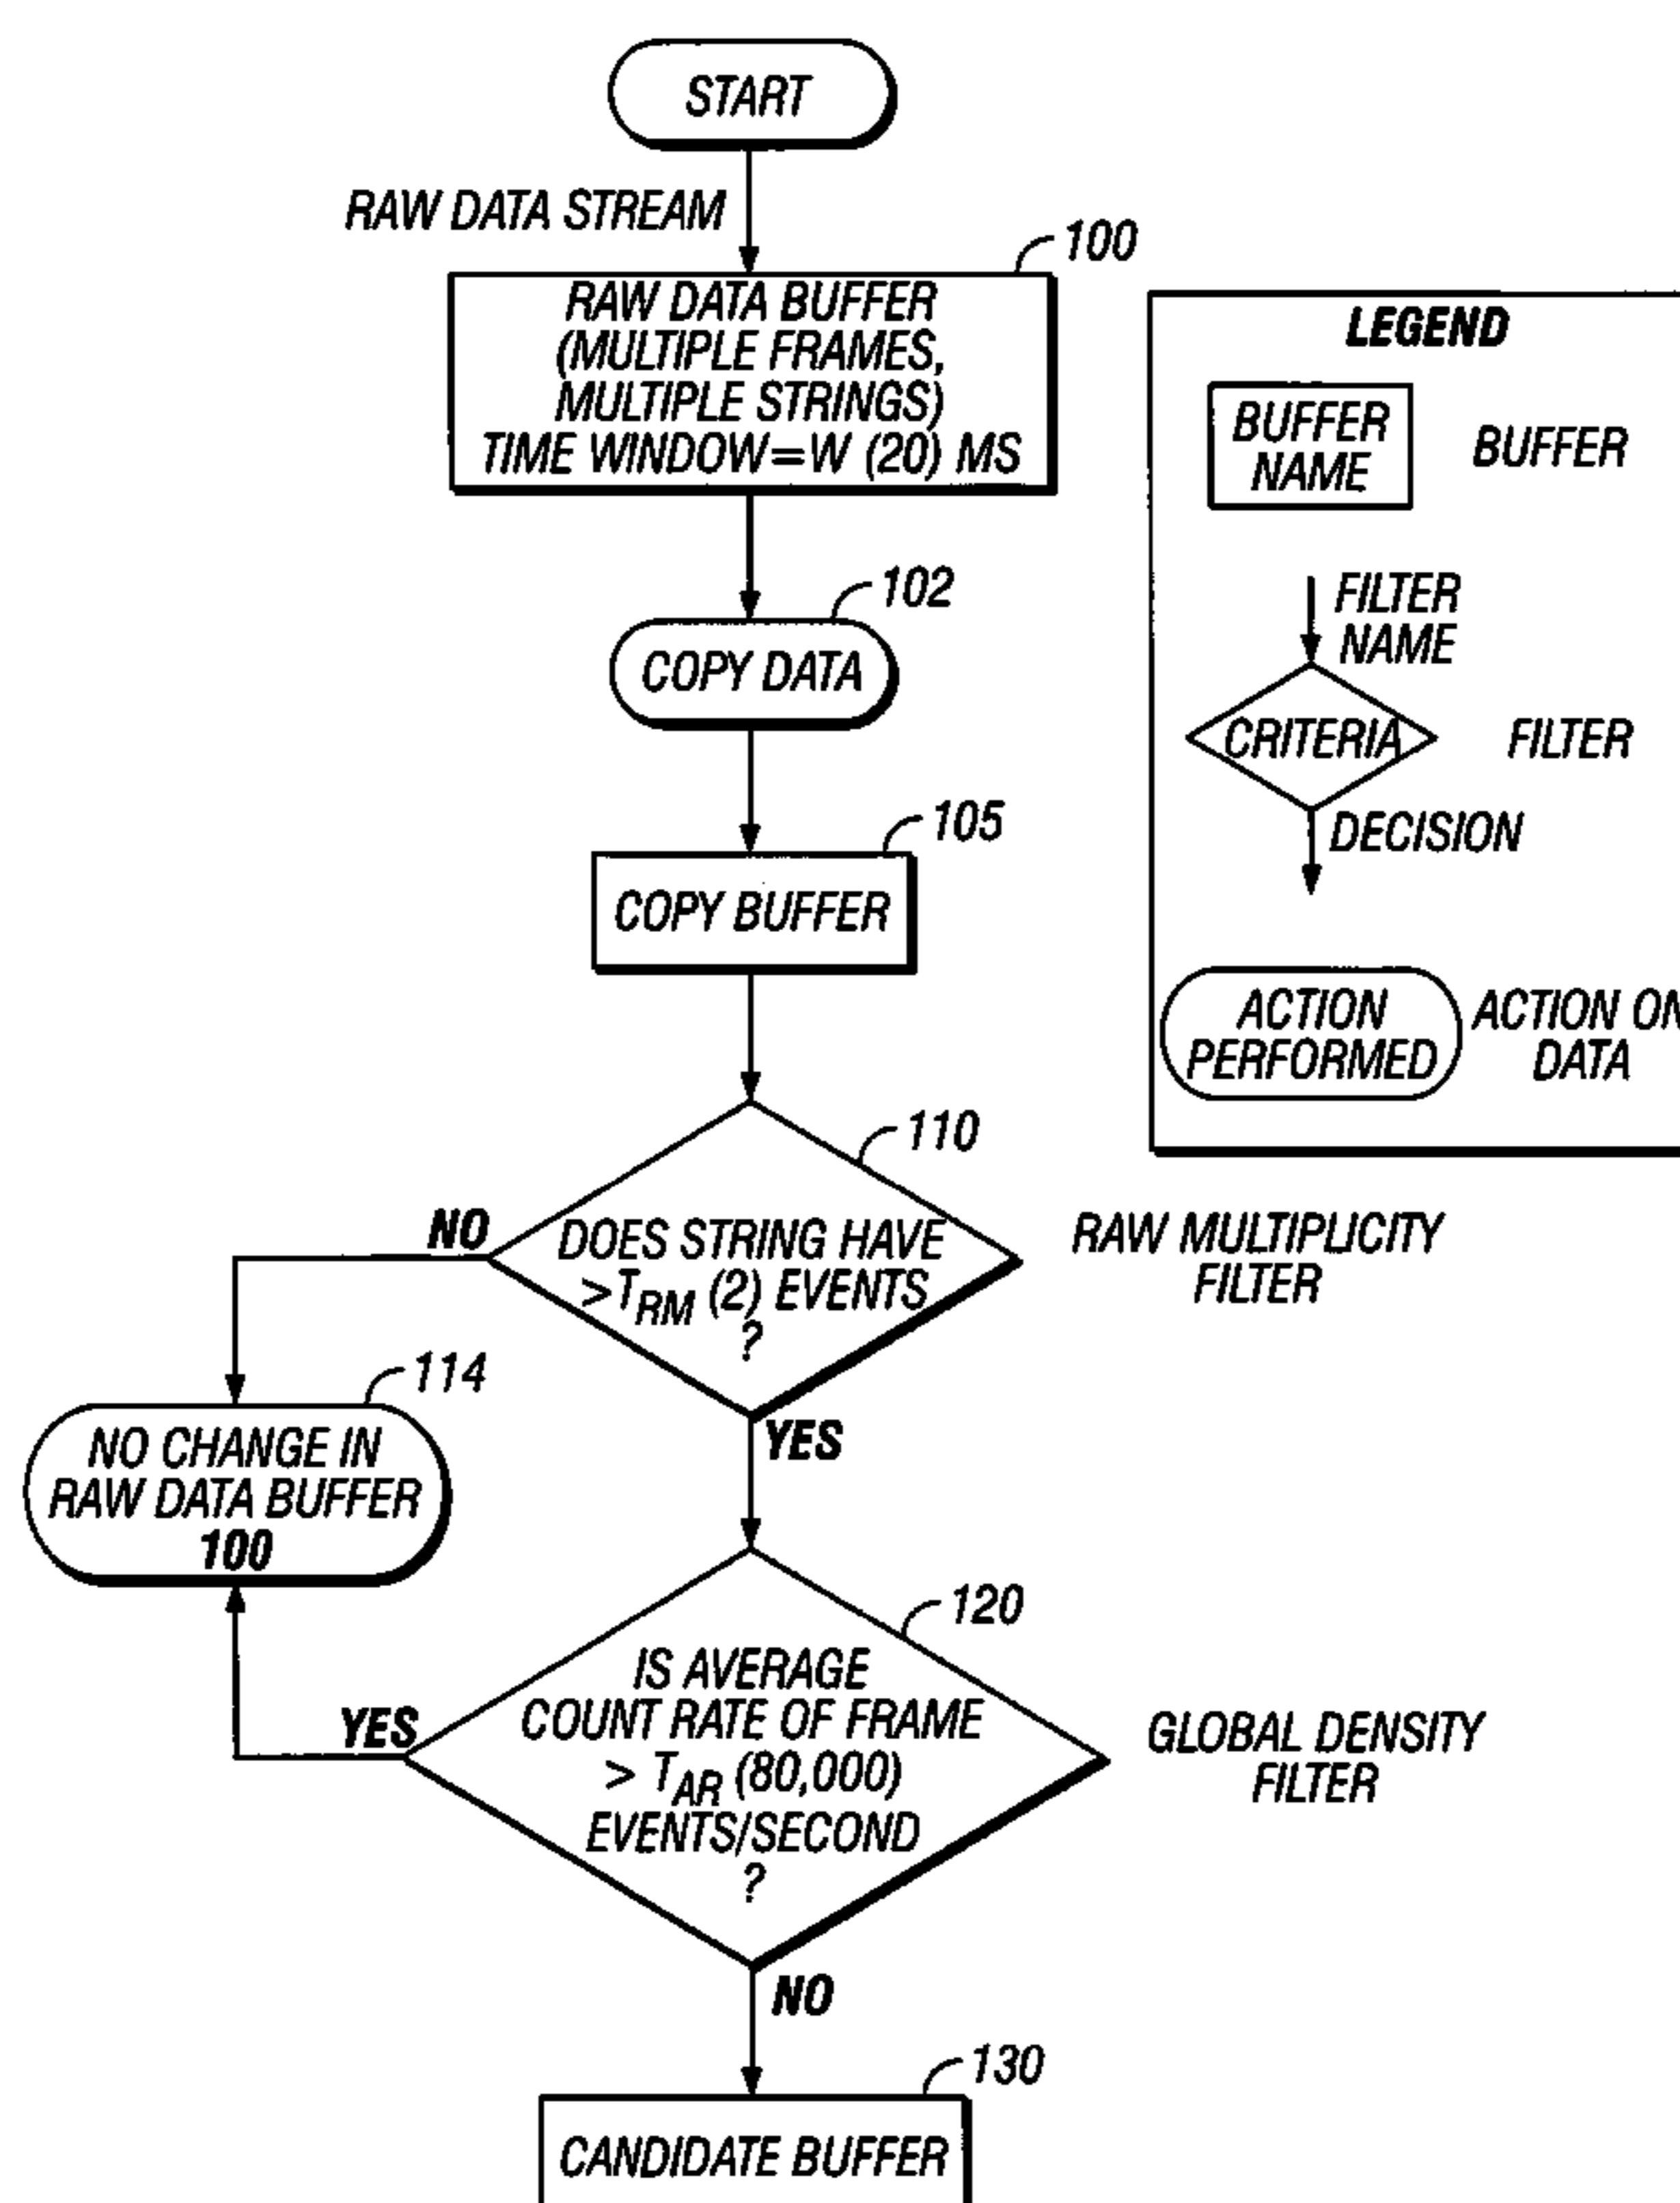 START
RAW DATA STREAM
100
RAW DATA BUFFER
(MULTIPLE FRAMES,
MULTIPLE STRINGS)
TIME WINDOW=W (20) MS
102
COPY DATA
105
COPY BUFFER
110
DOES STRING HAVE
>TRM (2) EVENTS
?
RAW MULTIPLICITY
FILTER
NO
YES
114
NO CHANGE IN
RAW DATA BUFFER
100
120
IS AVERAGE
COUNT RATE OF FRAME
> TAR (80,000)
EVENTS/SECOND
?
GLOBAL DENSITY
FILTER
YES
NO
130
CANDIDATE BUFFER
LEGEND
BUFFER
NAME
BUFFER
FILTER
NAME
CRITERIA
FILTER
DECISION
ACTION
PERFORMED
ACTION ON
DATA